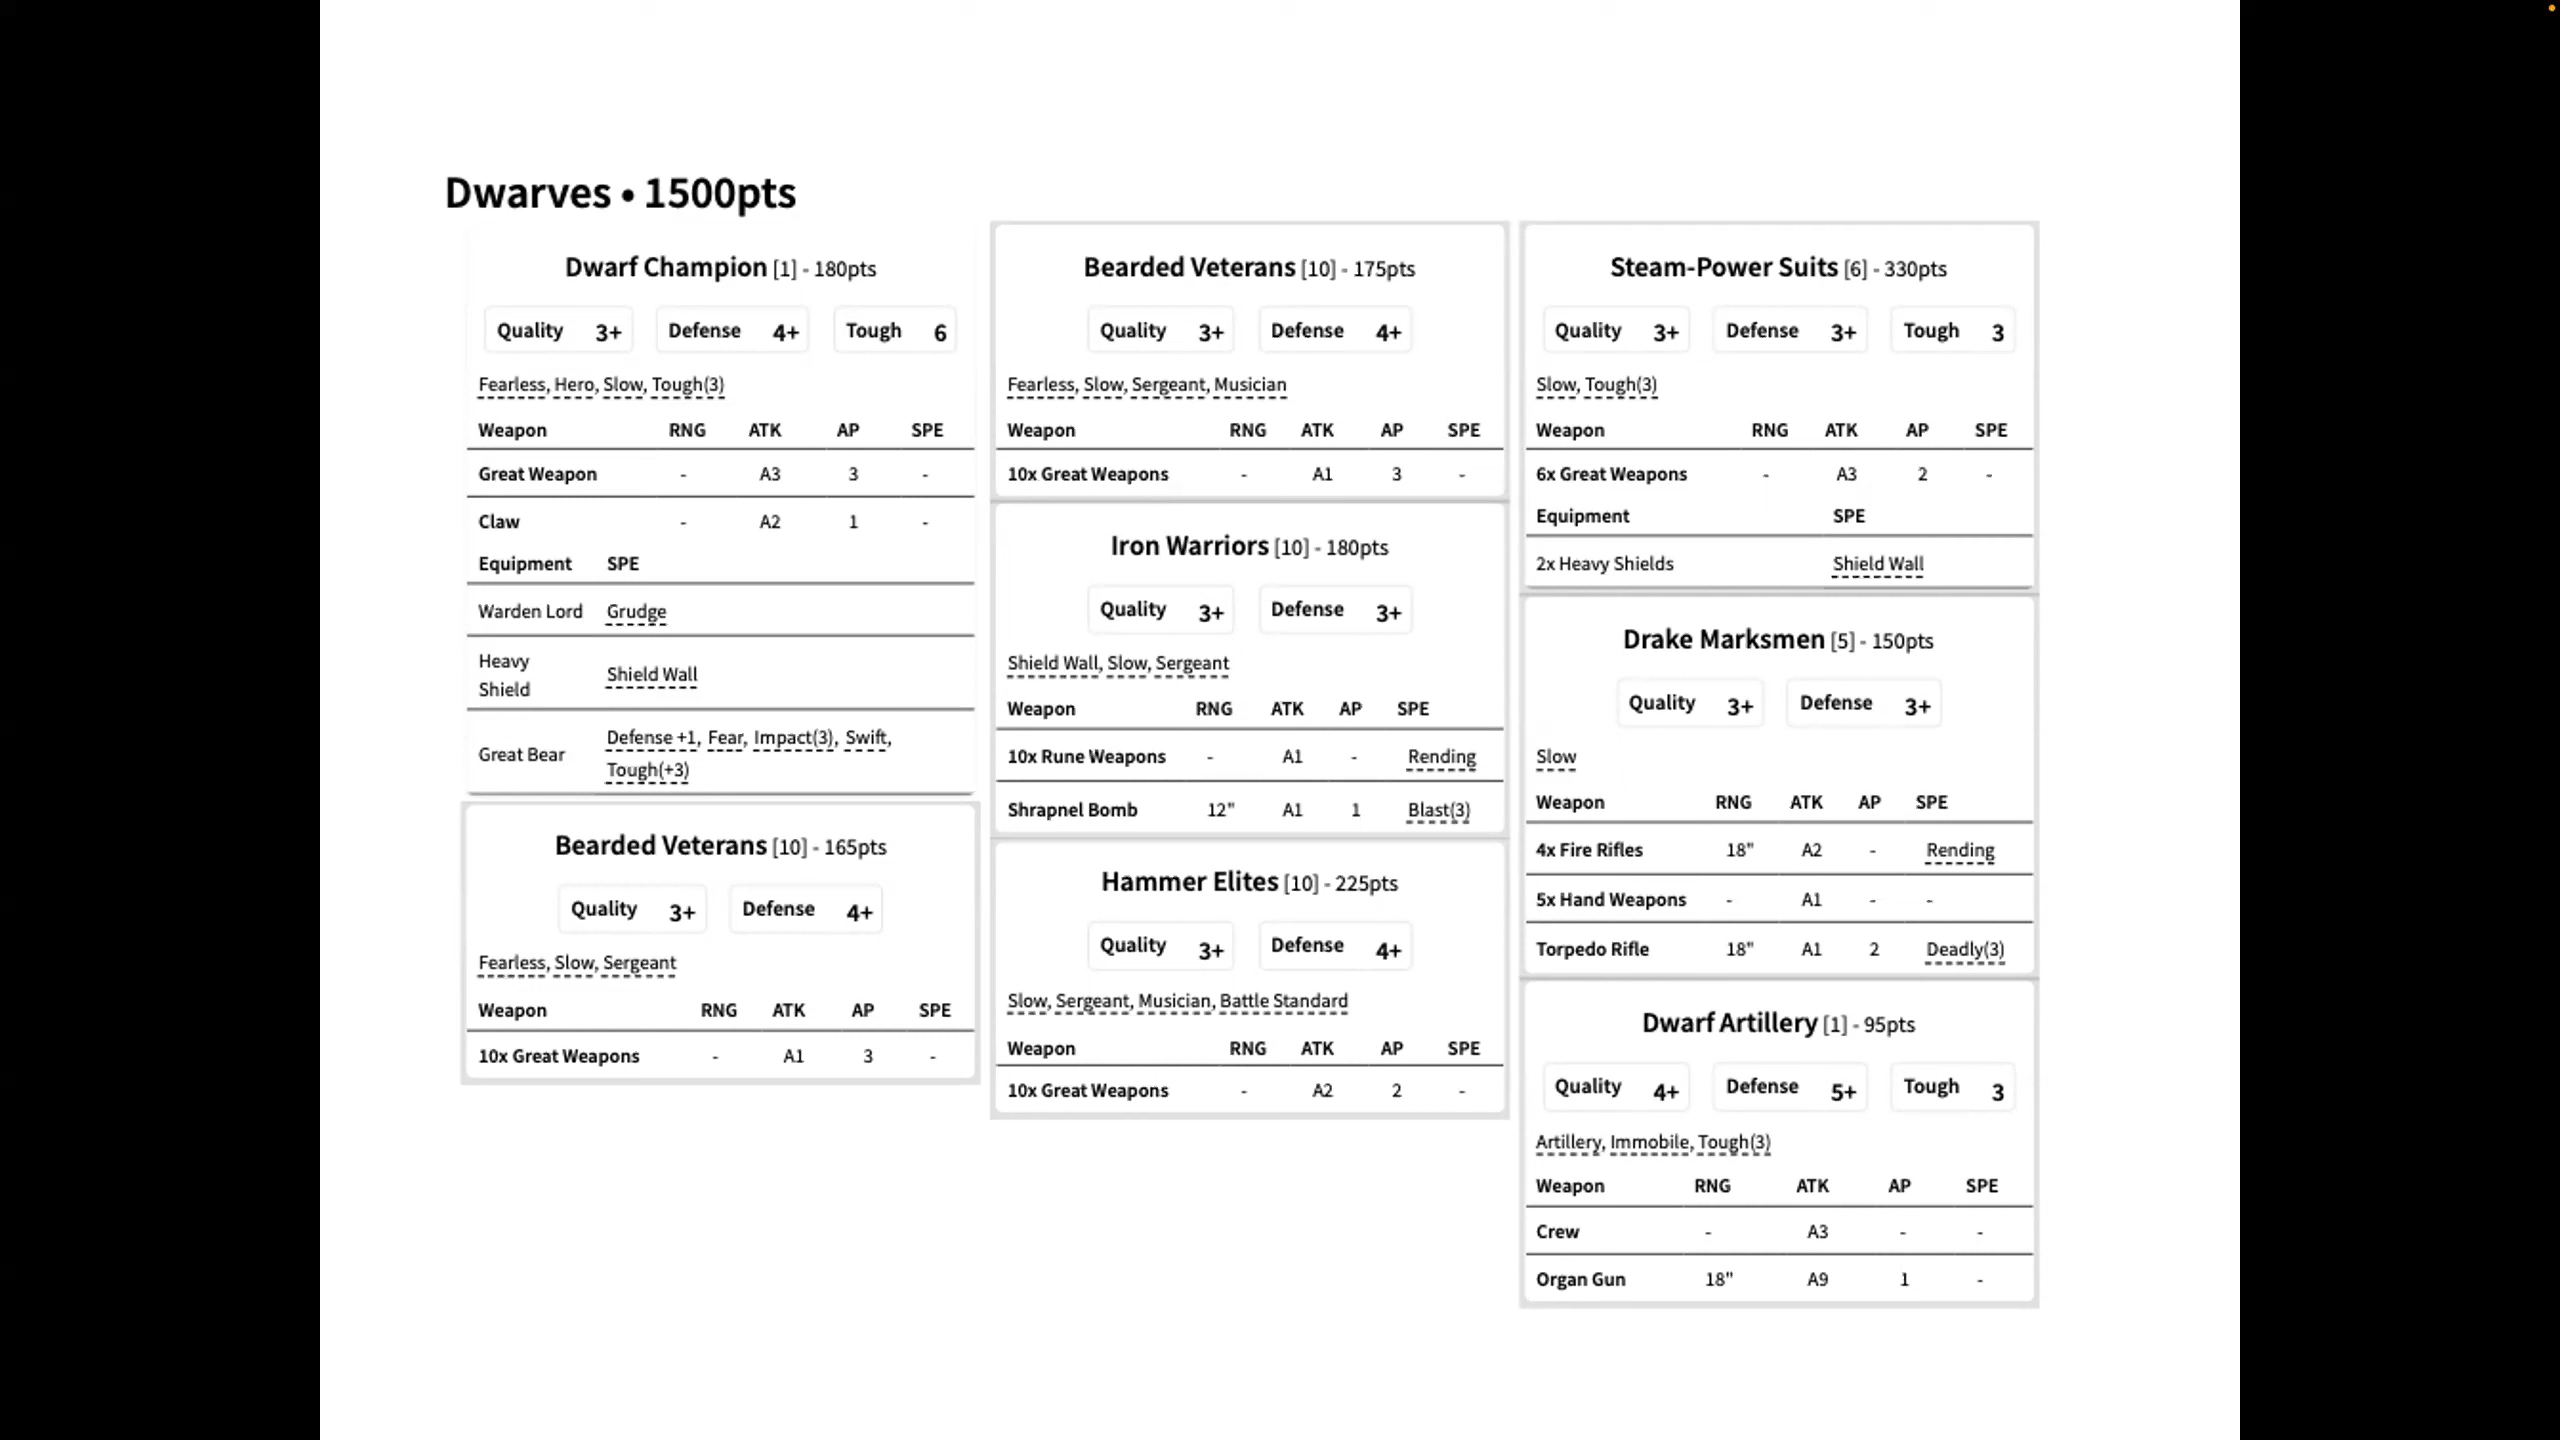 Dwarves • 1500pts
Dwarf Champion [1] - 180pts
Quality 3+ Defense 4+ Tough 6
Fearless, Hero, Slow, Tough(3)
Weapon RNG ATK AP SPE
Great Weapon - A3 3 -
Claw - A2 1 -
Equipment SPE
Warden Lord Grudge
Heavy Shield Shield Wall
Great Bear Defense +1, Fear, Impact(3), Swift,
Tough(+3)
Bearded Veterans [10] - 165pts
Quality 3+ Defense 4+
Fearless, Slow, Sergeant
Weapon RNG ATK AP SPE
10x Great Weapons - A1 3 -
Bearded Veterans [10] - 175pts
Quality 3+ Defense 4+
Fearless, Slow, Sergeant, Musician
Weapon RNG ATK AP SPE
10x Great Weapons - A1 3 -
Iron Warriors [10] - 180pts
Quality 3+ Defense 3+
Shield Wall, Slow, Sergeant
Weapon RNG ATK AP SPE
10x Rune Weapons - A1 - Rending
Shrapnel Bomb 12" A1 1 Blast(3)
Hammer Elites [10] - 225pts
Quality 3+ Defense 4+
Slow, Sergeant, Musician, Battle Standard
Weapon RNG ATK AP SPE
10x Great Weapons - A2 2 -
Steam-Power Suits [6] - 330pts
Quality 3+ Defense 3+ Tough 3
Slow, Tough(3)
Weapon RNG ATK AP SPE
6x Great Weapons - A3 2 -
Equipment SPE
2x Heavy Shields Shield Wall
Drake Marksmen [5] - 150pts
Quality 3+ Defense 3+
Slow
Weapon RNG ATK AP SPE
4x Fire Rifles 18" A2 - Rending
5x Hand Weapons - A1 - -
Torpedo Rifle 18" A1 2 Deadly(3)
Dwarf Artillery [1] - 95pts
Quality 4+ Defense 5+ Tough 3
Artillery, Immobile, Tough(3)
Weapon RNG ATK AP SPE
Crew - A3 - -
Organ Gun 18" A9 1 -